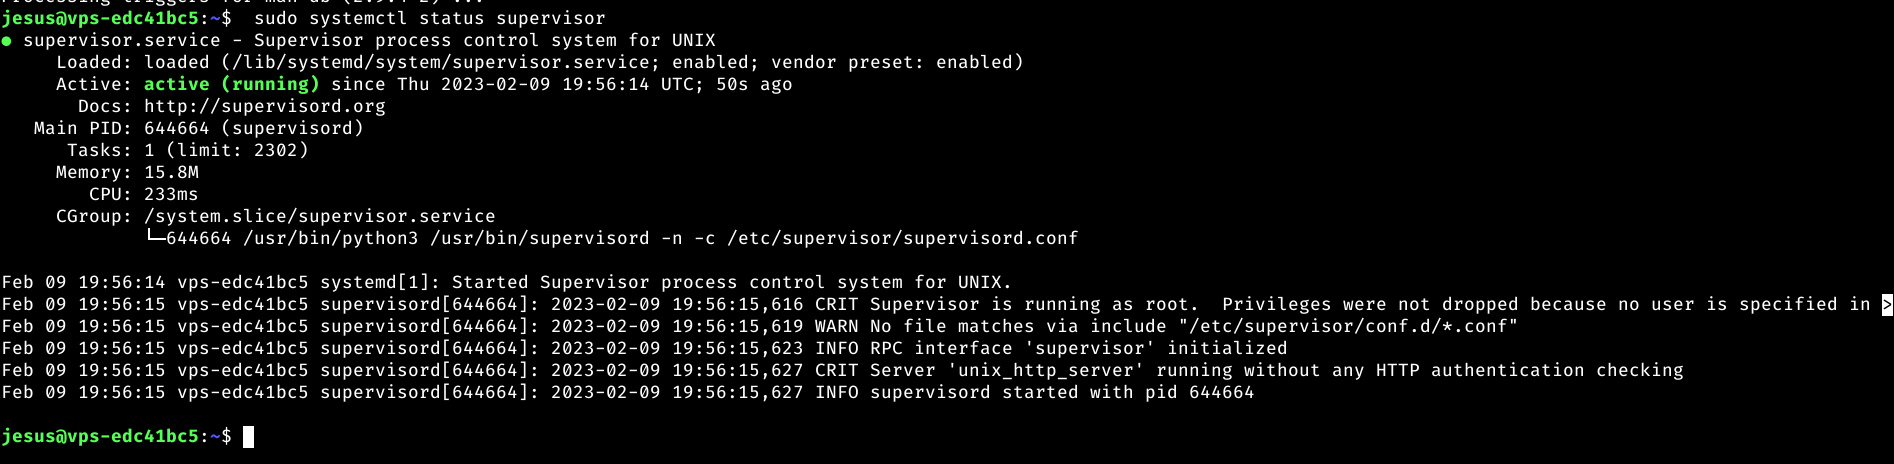 Processing triggers for man-db (2.9.4-2) ...
jesus@vps-edc41bc5:~$  sudo systemctl status supervisor
● supervisor.service - Supervisor process control system for UNIX
     Loaded: loaded (/lib/systemd/system/supervisor.service; enabled; vendor preset: enabled)
     Active: active (running) since Thu 2023-02-09 19:56:14 UTC; 50s ago
       Docs: http://supervisord.org
   Main PID: 644664 (supervisord)
      Tasks: 1 (limit: 2302)
     Memory: 15.8M
        CPU: 233ms
     CGroup: /system.slice/supervisor.service
             └─644664 /usr/bin/python3 /usr/bin/supervisord -n -c /etc/supervisor/supervisord.conf
Feb 09 19:56:14 vps-edc41bc5 systemd[1]: Started Supervisor process control system for UNIX.
Feb 09 19:56:15 vps-edc41bc5 supervisord[644664]: 2023-02-09 19:56:15,616 CRIT Supervisor is running as root.  Privileges were not dropped because no user is specified in >
Feb 09 19:56:15 vps-edc41bc5 supervisord[644664]: 2023-02-09 19:56:15,619 WARN No file matches via include "/etc/supervisor/conf.d/*.conf"
Feb 09 19:56:15 vps-edc41bc5 supervisord[644664]: 2023-02-09 19:56:15,623 INFO RPC interface 'supervisor' initialized
Feb 09 19:56:15 vps-edc41bc5 supervisord[644664]: 2023-02-09 19:56:15,627 CRIT Server 'unix_http_server' running without any HTTP authentication checking
Feb 09 19:56:15 vps-edc41bc5 supervisord[644664]: 2023-02-09 19:56:15,627 INFO supervisord started with pid 644664
jesus@vps-edc41bc5:~$